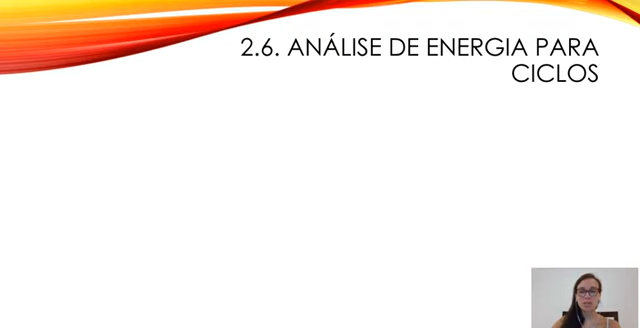 2.6. ANÁLISE DE ENERGIA PARA
CICLOS